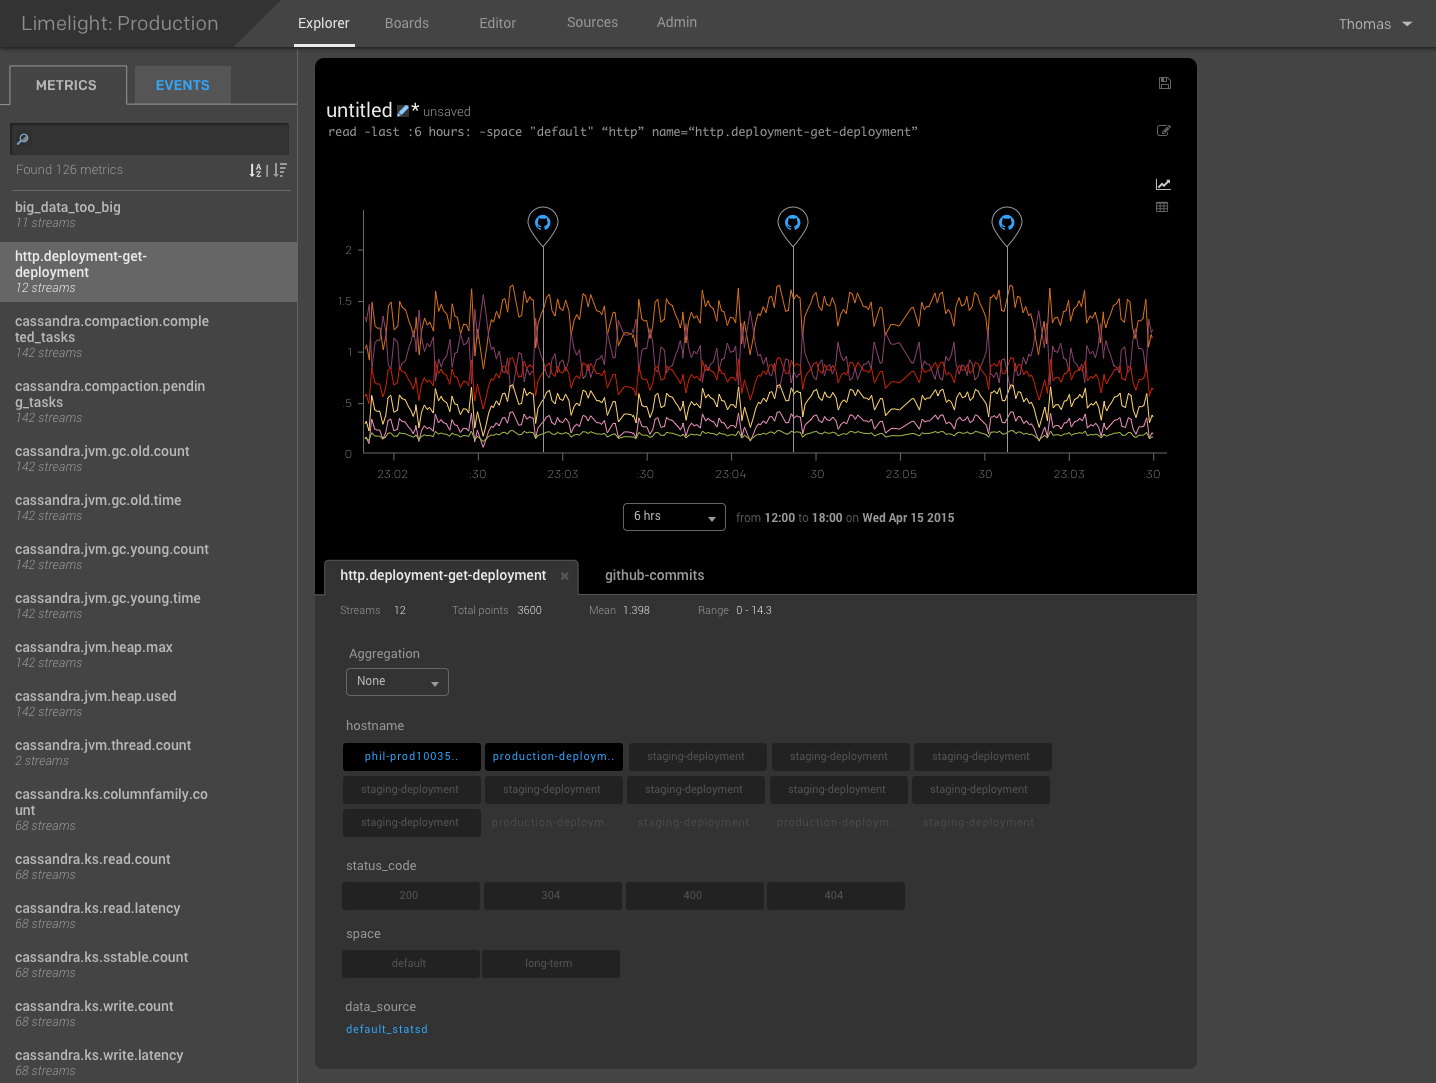 Limelight: Production
Explorer
Boards
Editor
Sources
Admin
Thomas
METRICS
EVENTS
Found 126 metrics
A
Z
big_data_too_big
11 streams
http.deployment-get-
deployment
12 streams
cassandra.compaction.comple
ted_tasks
142 streams
cassandra.compaction.pendin
g_tasks
142 streams
cassandra.jvm.gc.old.count
142 streams
cassandra.jvm.gc.old.time
142 streams
cassandra.jvm.gc.young.count
142 streams
cassandra.jvm.gc.young.time
142 streams
cassandra.jvm.heap.max
142 streams
cassandra.jvm.heap.used
142 streams
cassandra.jvm.thread.count
2 streams
cassandra.ks.columnfamily.co
unt
68 streams
cassandra.ks.read.count
68 streams
cassandra.ks.read.latency
68 streams
cassandra.ks.sstable.count
68 streams
cassandra.ks.write.count
68 streams
cassandra.ks.write.latency
68 streams
untitled * unsaved
read -last :6 hours: -space "default" “http” name=“http.deployment-get-deployment”
2
1.5
1
.5
0
23:02 :30 23:03 :30 23:04 :30 23:05 :30 23:03 :30
6 hrs
from 12:00 to 18:00 on Wed Apr 15 2015
http.deployment-get-deployment
github-commits
Streams 12 Total points 3600 Mean 1.398 Range 0 - 14.3
Aggregation
None
hostname
phil-prod10035.. production-deploym.. staging-deployment staging-deployment staging-deployment
staging-deployment staging-deployment staging-deployment staging-deployment staging-deployment
staging-deployment production-deploym.. staging-deployment production-deploym.. staging-deployment
status_code
200 304 400 404
space
default long-term
data_source
default_statsd